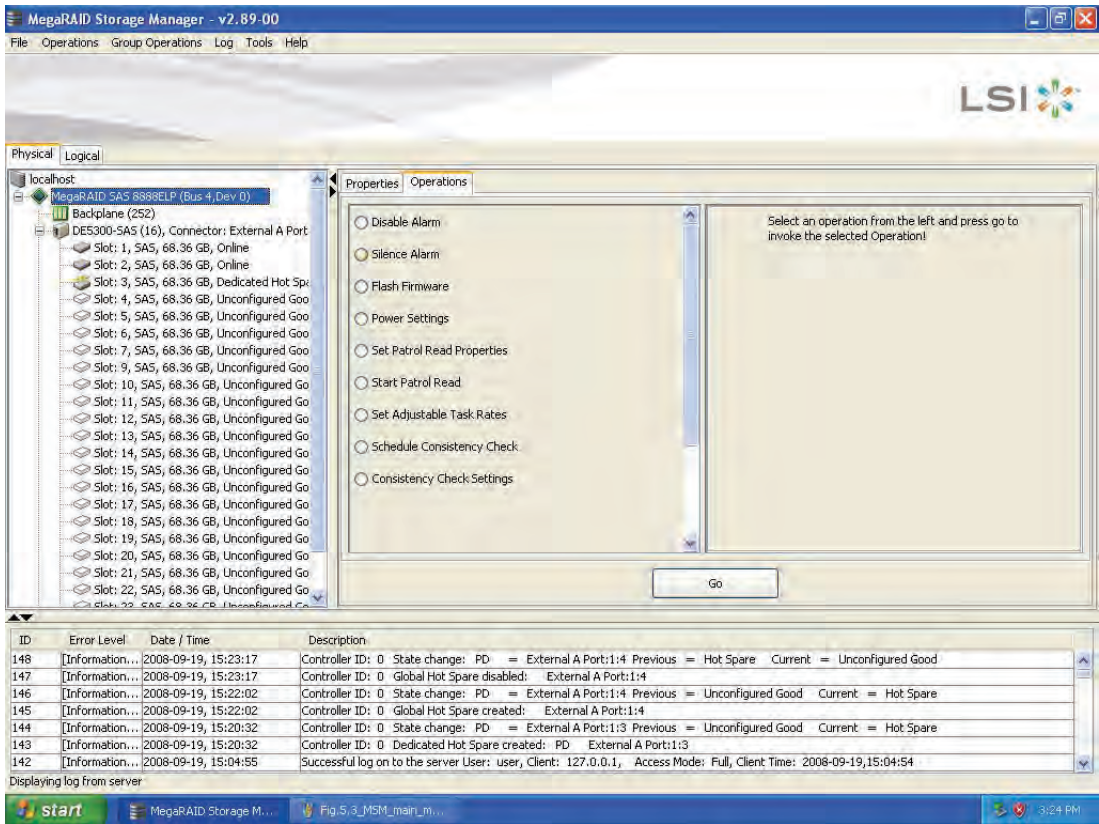 MegaRAID Storage Manager - v2.89-00
File Operations Group Operations Log Tools Help
LSI
Physical Logical
localhost
MegaRAID SAS 8888ELP (Bus 4,Dev 0)
Backplane (252)
DE5300-SAS (16), Connector: External A Port
Slot: 1, SAS, 68.36 GB, Online
Slot: 2, SAS, 68.36 GB, Online
Slot: 3, SAS, 68.36 GB, Dedicated Hot Spa
Slot: 4, SAS, 68.36 GB, Unconfigured Goo
Slot: 5, SAS, 68.36 GB, Unconfigured Goo
Slot: 6, SAS, 68.36 GB, Unconfigured Goo
Slot: 7, SAS, 68.36 GB, Unconfigured Goo
Slot: 9, SAS, 68.36 GB, Unconfigured Goo
Slot: 10, SAS, 68.36 GB, Unconfigured Go
Slot: 11, SAS, 68.36 GB, Unconfigured Go
Slot: 12, SAS, 68.36 GB, Unconfigured Go
Slot: 13, SAS, 68.36 GB, Unconfigured Go
Slot: 14, SAS, 68.36 GB, Unconfigured Go
Slot: 15, SAS, 68.36 GB, Unconfigured Go
Slot: 16, SAS, 68.36 GB, Unconfigured Go
Slot: 17, SAS, 68.36 GB, Unconfigured Go
Slot: 18, SAS, 68.36 GB, Unconfigured Go
Slot: 19, SAS, 68.36 GB, Unconfigured Go
Slot: 20, SAS, 68.36 GB, Unconfigured Go
Slot: 21, SAS, 68.36 GB, Unconfigured Go
Slot: 22, SAS, 68.36 GB, Unconfigured Go
Properties Operations
Disable Alarm
Silence Alarm
Flash Firmware
Power Settings
Set Patrol Read Properties
Start Patrol Read
Set Adjustable Task Rates
Schedule Consistency Check
Consistency Check Settings
Select an operation from the left and press go to
invoke the selected Operation!
Go
ID Error Level Date / Time Description
148 [Information... 2008-09-19, 15:23:17 Controller ID: 0 State change: PD = External A Port:1:4 Previous = Hot Spare Current = Unconfigured Good
147 [Information... 2008-09-19, 15:23:17 Controller ID: 0 Global Hot Spare disabled: External A Port:1:4
146 [Information... 2008-09-19, 15:22:02 Controller ID: 0 State change: PD = External A Port:1:4 Previous = Unconfigured Good Current = Hot Spare
145 [Information... 2008-09-19, 15:22:02 Controller ID: 0 Global Hot Spare created: External A Port:1:4
144 [Information... 2008-09-19, 15:20:32 Controller ID: 0 State change: PD = External A Port:1:3 Previous = Unconfigured Good Current = Hot Spare
143 [Information... 2008-09-19, 15:20:32 Controller ID: 0 Dedicated Hot Spare created: PD External A Port:1:3
142 [Information... 2008-09-19, 15:04:55 Successful log on to the server User: user, Client: 127.0.0.1, Access Mode: Full, Client Time: 2008-09-19,15:04:54
Displaying log from server
start MegaRAID Storage M... Fig.5,3_MSM_main_m... 3:24 PM